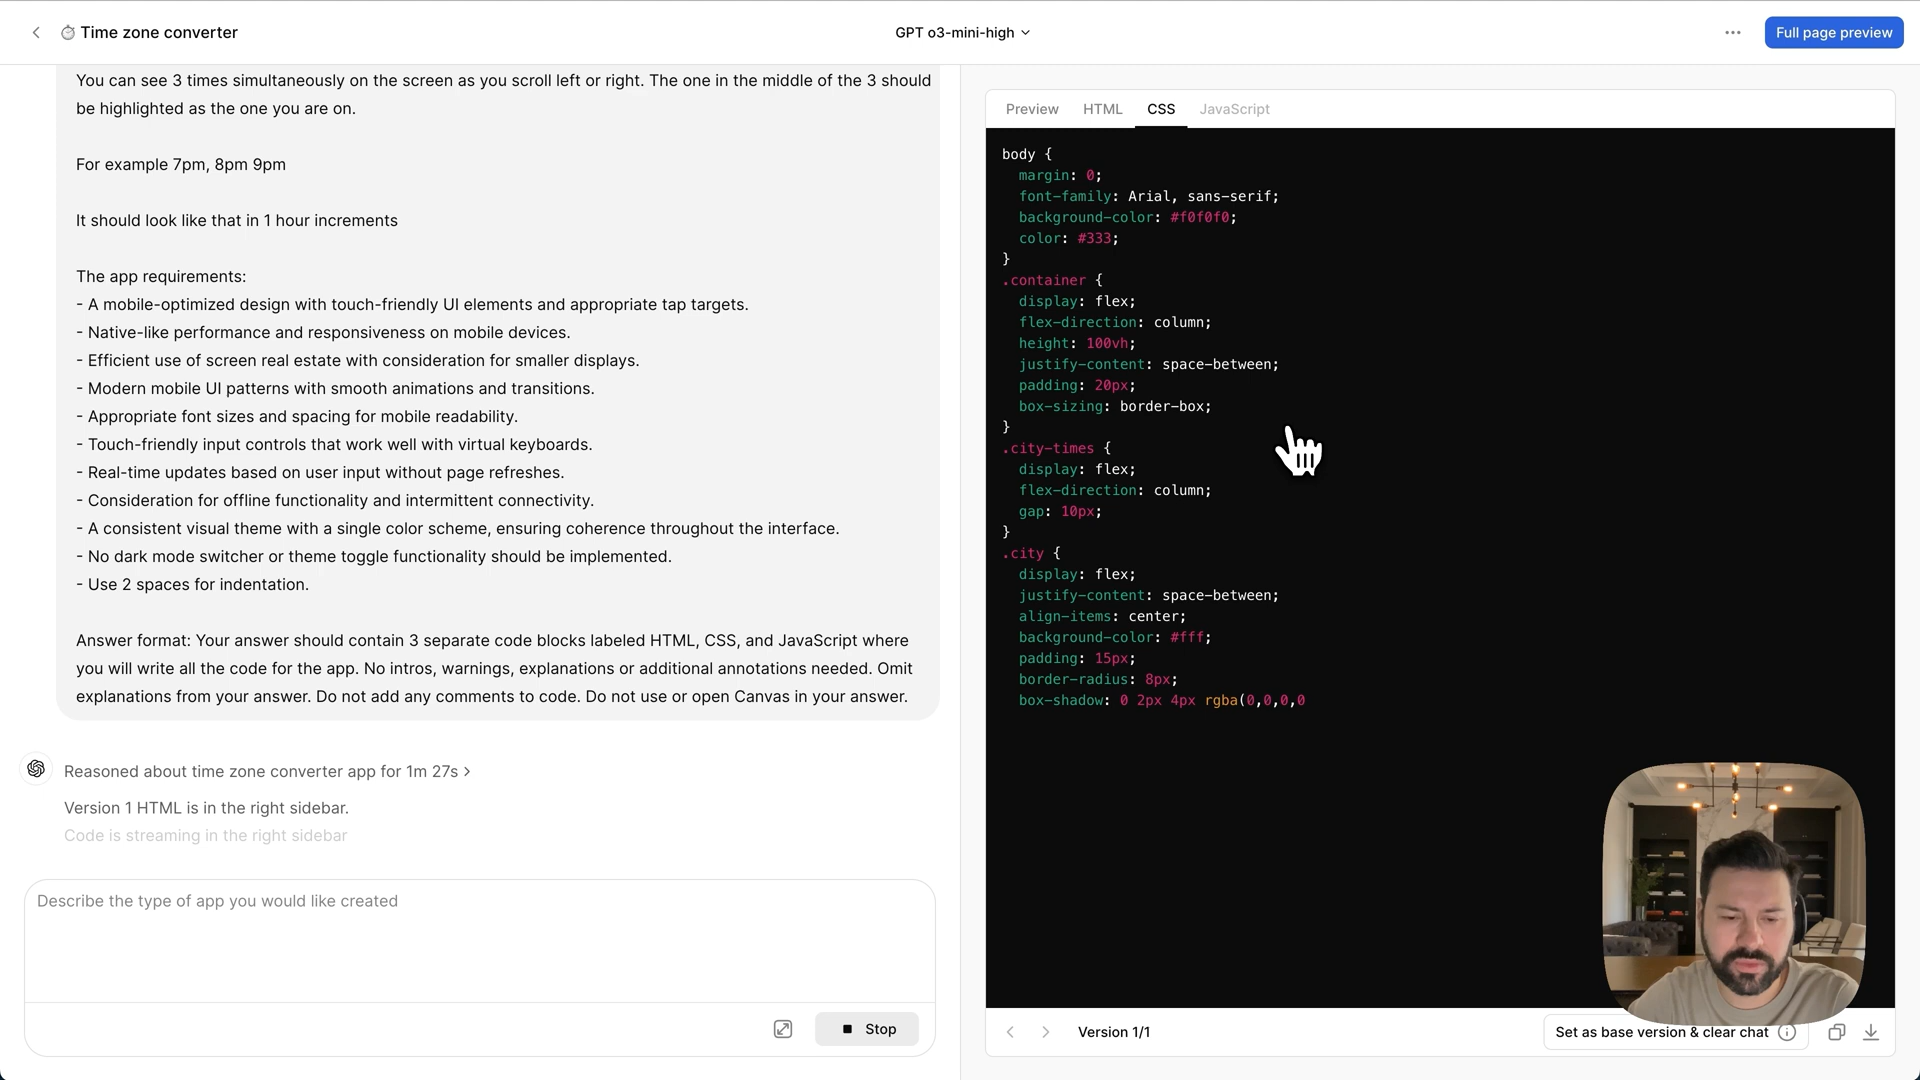 Time zone converter
GPT o3-mini-high
Full page preview
You can see 3 times simultaneously on the screen as you scroll left or right. The one in the middle of the 3 should
be highlighted as the one you are on.
For example 7pm, 8pm 9pm
It should look like that in 1 hour increments
The app requirements:
- A mobile-optimized design with touch-friendly UI elements and appropriate tap targets.
- Native-like performance and responsiveness on mobile devices.
- Efficient use of screen real estate with consideration for smaller displays.
- Modern mobile UI patterns with smooth animations and transitions.
- Appropriate font sizes and spacing for mobile readability.
- Touch-friendly input controls that work well with virtual keyboards.
- Real-time updates based on user input without page refreshes.
- Consideration for offline functionality and intermittent connectivity.
- A consistent visual theme with a single color scheme, ensuring coherence throughout the interface.
- No dark mode switcher or theme toggle functionality should be implemented.
- Use 2 spaces for indentation.
Answer format: Your answer should contain 3 separate code blocks labeled HTML, CSS, and JavaScript where
you will write all the code for the app. No intros, warnings, explanations or additional annotations needed. Omit
explanations from your answer. Do not add any comments to code. Do not use or open Canvas in your answer.
Reasoned about time zone converter app for 1m 27s >
Version 1 HTML is in the right sidebar.
Code is streaming in the right sidebar
Describe the type of app you would like created
Stop
Preview HTML CSS JavaScript
body {
  margin: 0;
  font-family: Arial, sans-serif;
  background-color: #f0f0f0;
  color: #333;
}
.container {
  display: flex;
  flex-direction: column;
  height: 100vh;
  justify-content: space-between;
  padding: 20px;
  box-sizing: border-box;
}
.city-times {
  display: flex;
  flex-direction: column;
  gap: 10px;
}
.city {
  display: flex;
  justify-content: space-between;
  align-items: center;
  background-color: #fff;
  padding: 15px;
  border-radius: 8px;
  box-shadow: 0 2px 4px rgba(0,0,0,0
Version 1/1
Set as base version & clear chat